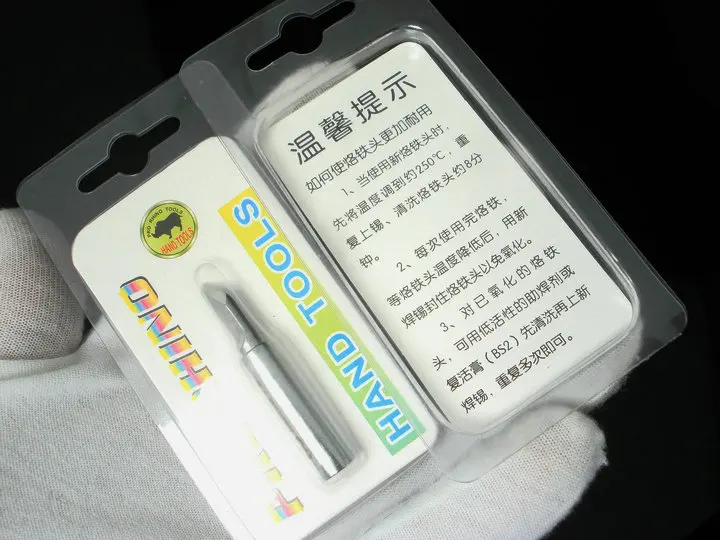 PRO RHINO TOOLS
HAND-TOOLS
HAND TOOLS
温馨提示
如何使烙铁头更加耐用
1、当使用新烙铁头时，
先将温度调到约250℃，重
复上锡、清洗烙铁头约8分
钟。
2、每次使用完烙铁，
等烙铁头温度降低后，用新
焊锡封住烙铁头以免氧化。
3、对已氧化的烙铁
头，可用低活性的助焊剂或
复活膏（BS2）先清洗再上新
焊锡，重复多次即可。